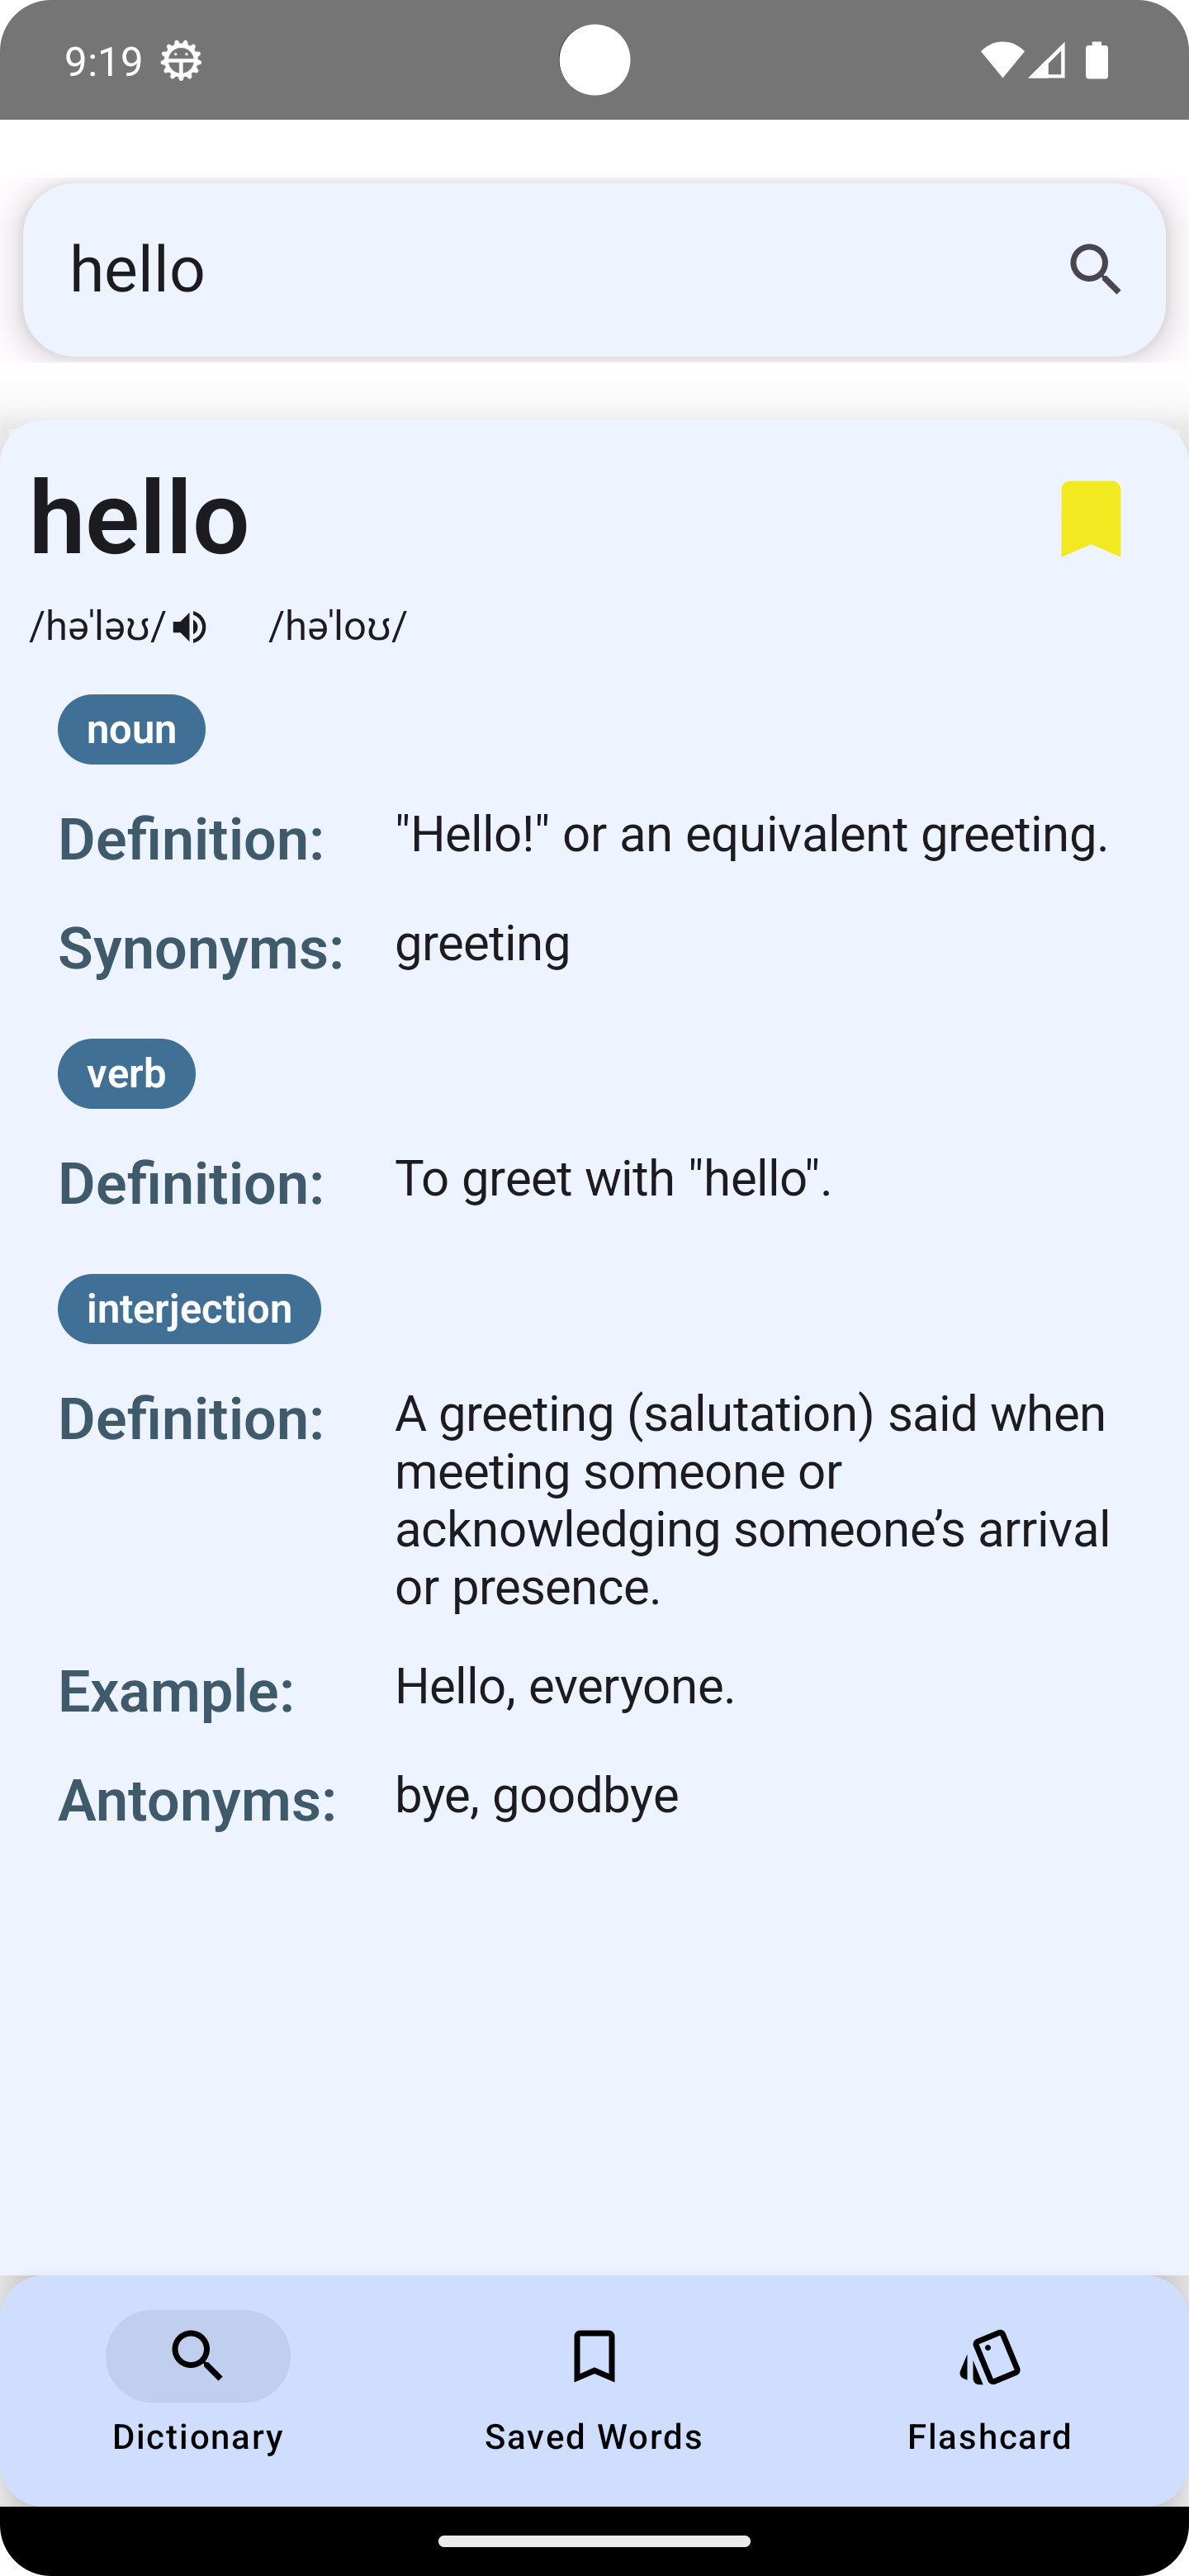 9:19
hello
hello
/həˈləʊ/ /həˈloʊ/
noun
Definition: "Hello!" or an equivalent greeting.
Synonyms: greeting
verb
Definition: To greet with "hello".
interjection
Definition: A greeting (salutation) said when
meeting someone or
acknowledging someone’s arrival
or presence.
Example: Hello, everyone.
Antonyms: bye, goodbye
Dictionary Saved Words Flashcard